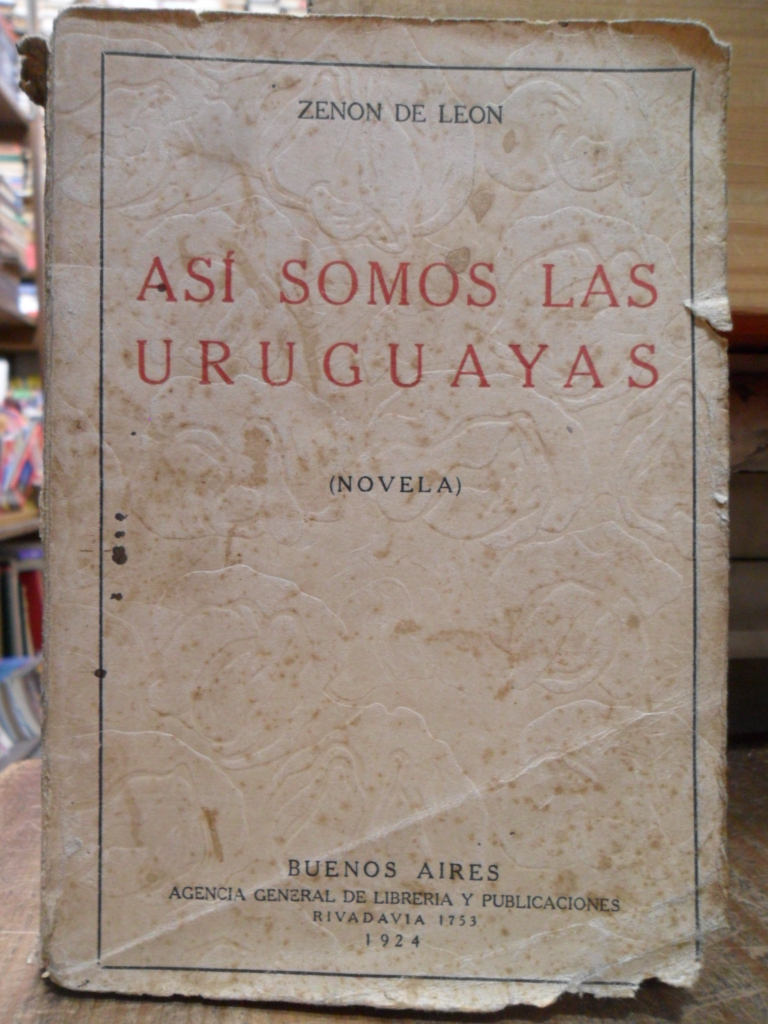 ZENON DE LEON
ASÍ SOMOS LAS
URUGUAYAS
(NOVELA)
BUENOS AIRES
AGENCIA GENERAL DE LIBRERIA Y PUBLICACIONES
RIVADAVIA 1753
1924